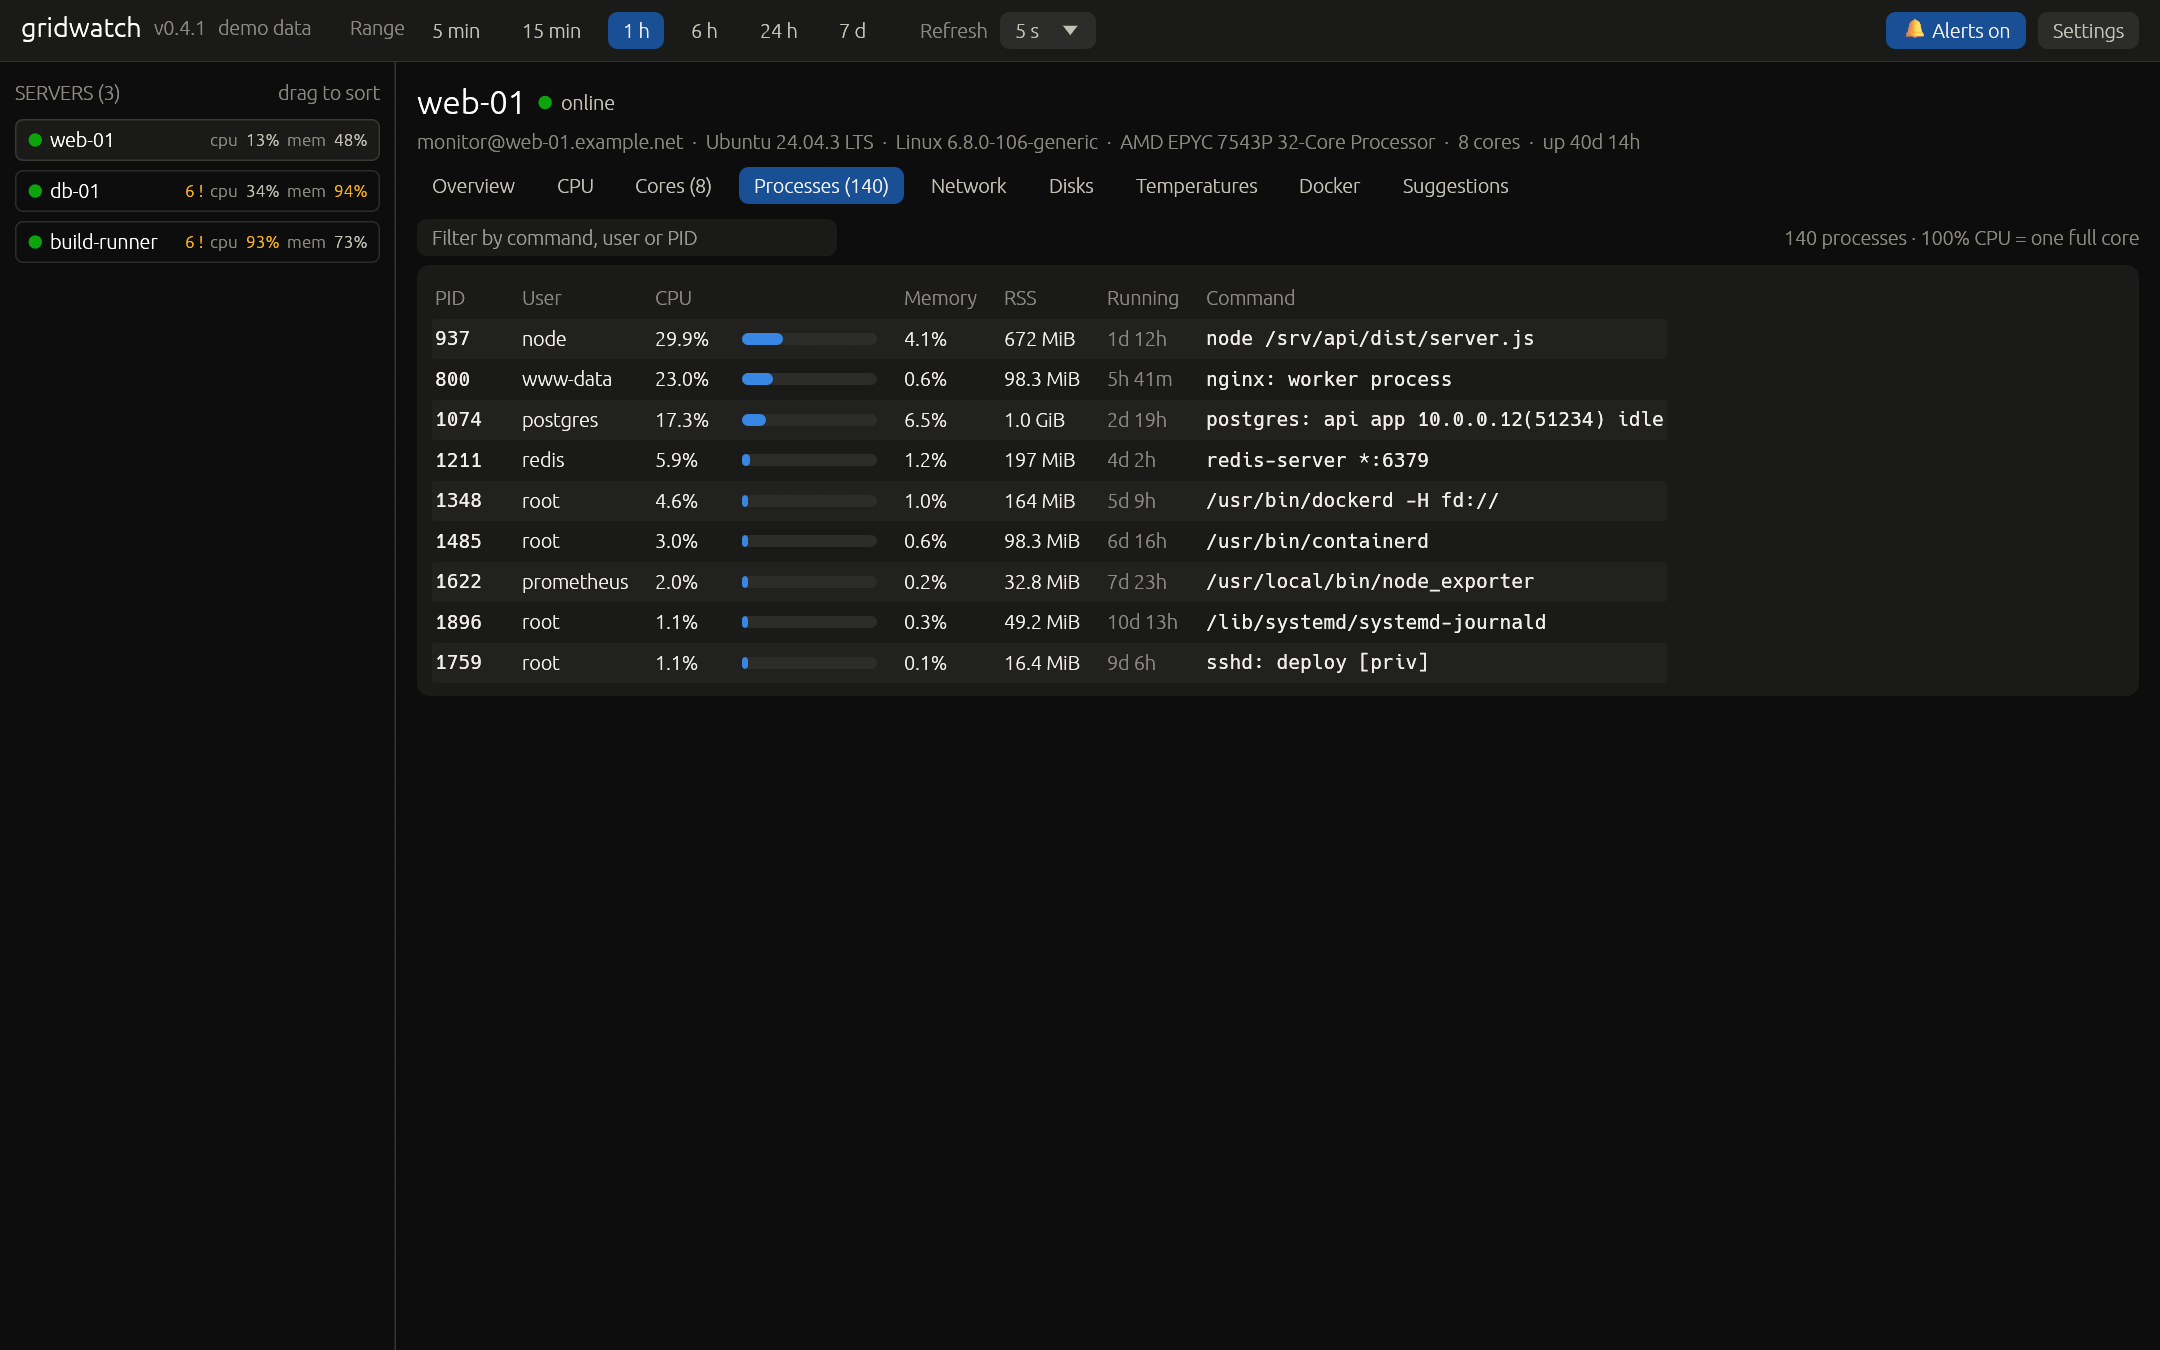 gridwatch v0.4.1 demo data Range 5 min 15 min 1 h 6 h 24 h 7 d Refresh 5 s Alerts on Settings
SERVERS (3) drag to sort
web-01 cpu 13% mem 48%
db-01 6! cpu 34% mem 94%
build-runner 6! cpu 93% mem 73%
web-01 online
monitor@web-01.example.net · Ubuntu 24.04.3 LTS · Linux 6.8.0-106-generic · AMD EPYC 7543P 32-Core Processor · 8 cores · up 40d 14h
Overview CPU Cores (8) Processes (140) Network Disks Temperatures Docker Suggestions
Filter by command, user or PID 140 processes · 100% CPU = one full core
PID User CPU Memory RSS Running Command
937 node 29.9% 4.1% 672 MiB 1d 12h node /srv/api/dist/server.js
800 www-data 23.0% 0.6% 98.3 MiB 5h 41m nginx: worker process
1074 postgres 17.3% 6.5% 1.0 GiB 2d 19h postgres: api app 10.0.0.12(51234) idle
1211 redis 5.9% 1.2% 197 MiB 4d 2h redis-server *:6379
1348 root 4.6% 1.0% 164 MiB 5d 9h /usr/bin/dockerd -H fd://
1485 root 3.0% 0.6% 98.3 MiB 6d 16h /usr/bin/containerd
1622 prometheus 2.0% 0.2% 32.8 MiB 7d 23h /usr/local/bin/node_exporter
1896 root 1.1% 0.3% 49.2 MiB 10d 13h /lib/systemd/systemd-journald
1759 root 1.1% 0.1% 16.4 MiB 9d 6h sshd: deploy [priv]